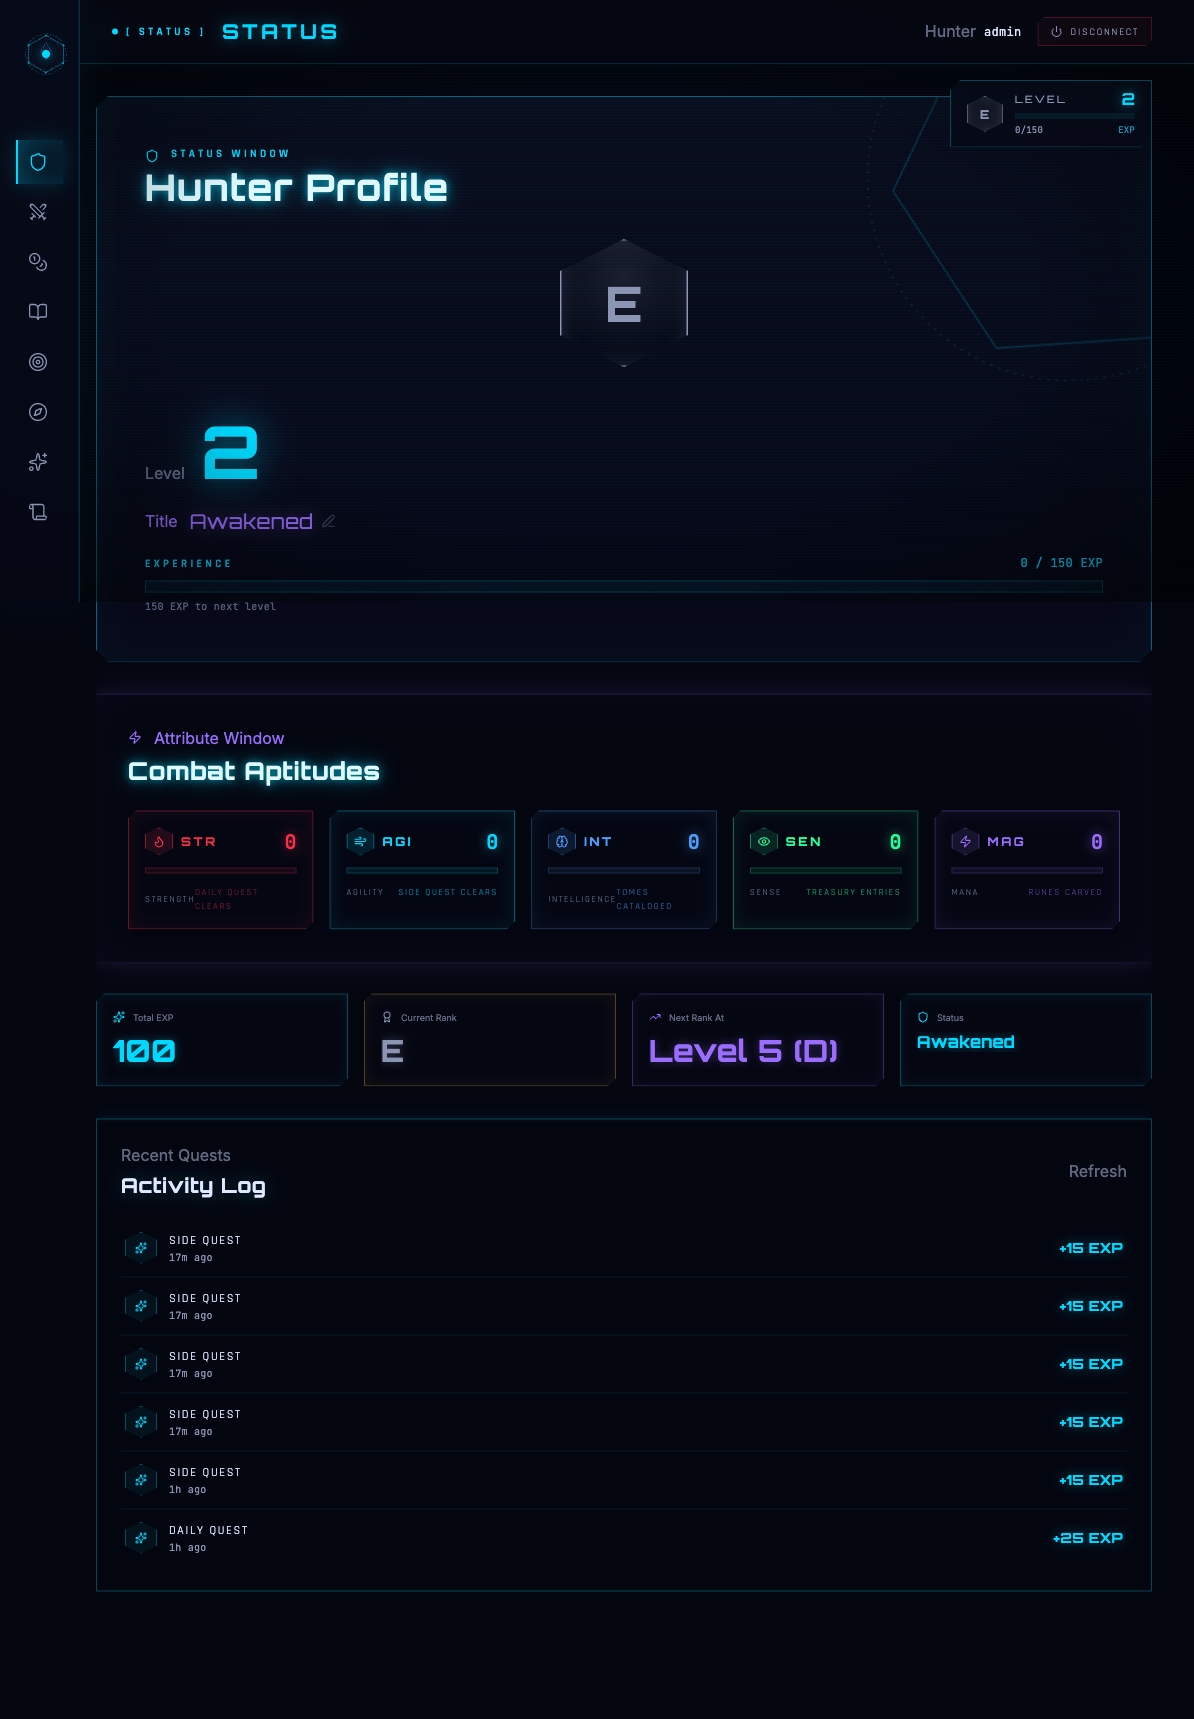 [ STATUS ] STATUS
Hunter admin DISCONNECT
E LEVEL 2
0/150 EXP
STATUS WINDOW
Hunter Profile
E
Level 2
Title Awakened
EXPERIENCE 0 / 150 EXP
150 EXP to next level
Attribute Window
Combat Aptitudes
STR 0
STRENGTH DAILY QUEST
CLEARS
AGI 0
AGILITY SIDE QUEST CLEARS
INT 0
INTELLIGENCE TOMES
CATALOGED
SEN 0
SENSE TREASURY ENTRIES
MAG 0
MANA RUNES CARVED
Total EXP
100
Current Rank
E
Next Rank At
Level 5 (D)
Status
Awakened
Recent Quests
Activity Log
Refresh
SIDE QUEST
17m ago
+15 EXP
SIDE QUEST
17m ago
+15 EXP
SIDE QUEST
17m ago
+15 EXP
SIDE QUEST
17m ago
+15 EXP
SIDE QUEST
1h ago
+15 EXP
DAILY QUEST
1h ago
+25 EXP